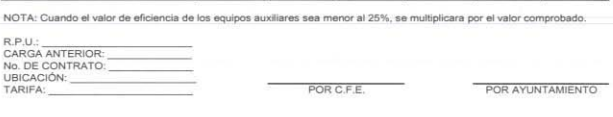 NOTA: Cuando el valor de eficiencia de los equipos auxiliares sea menor al 25%, se multiplicara por el valor comprobado.
R.P.U.:
CARGA ANTERIOR:
No. DE CONTRATO:
UBICACIÓN:
TARIFA:
POR C.F.E.
POR AYUNTAMIENTO